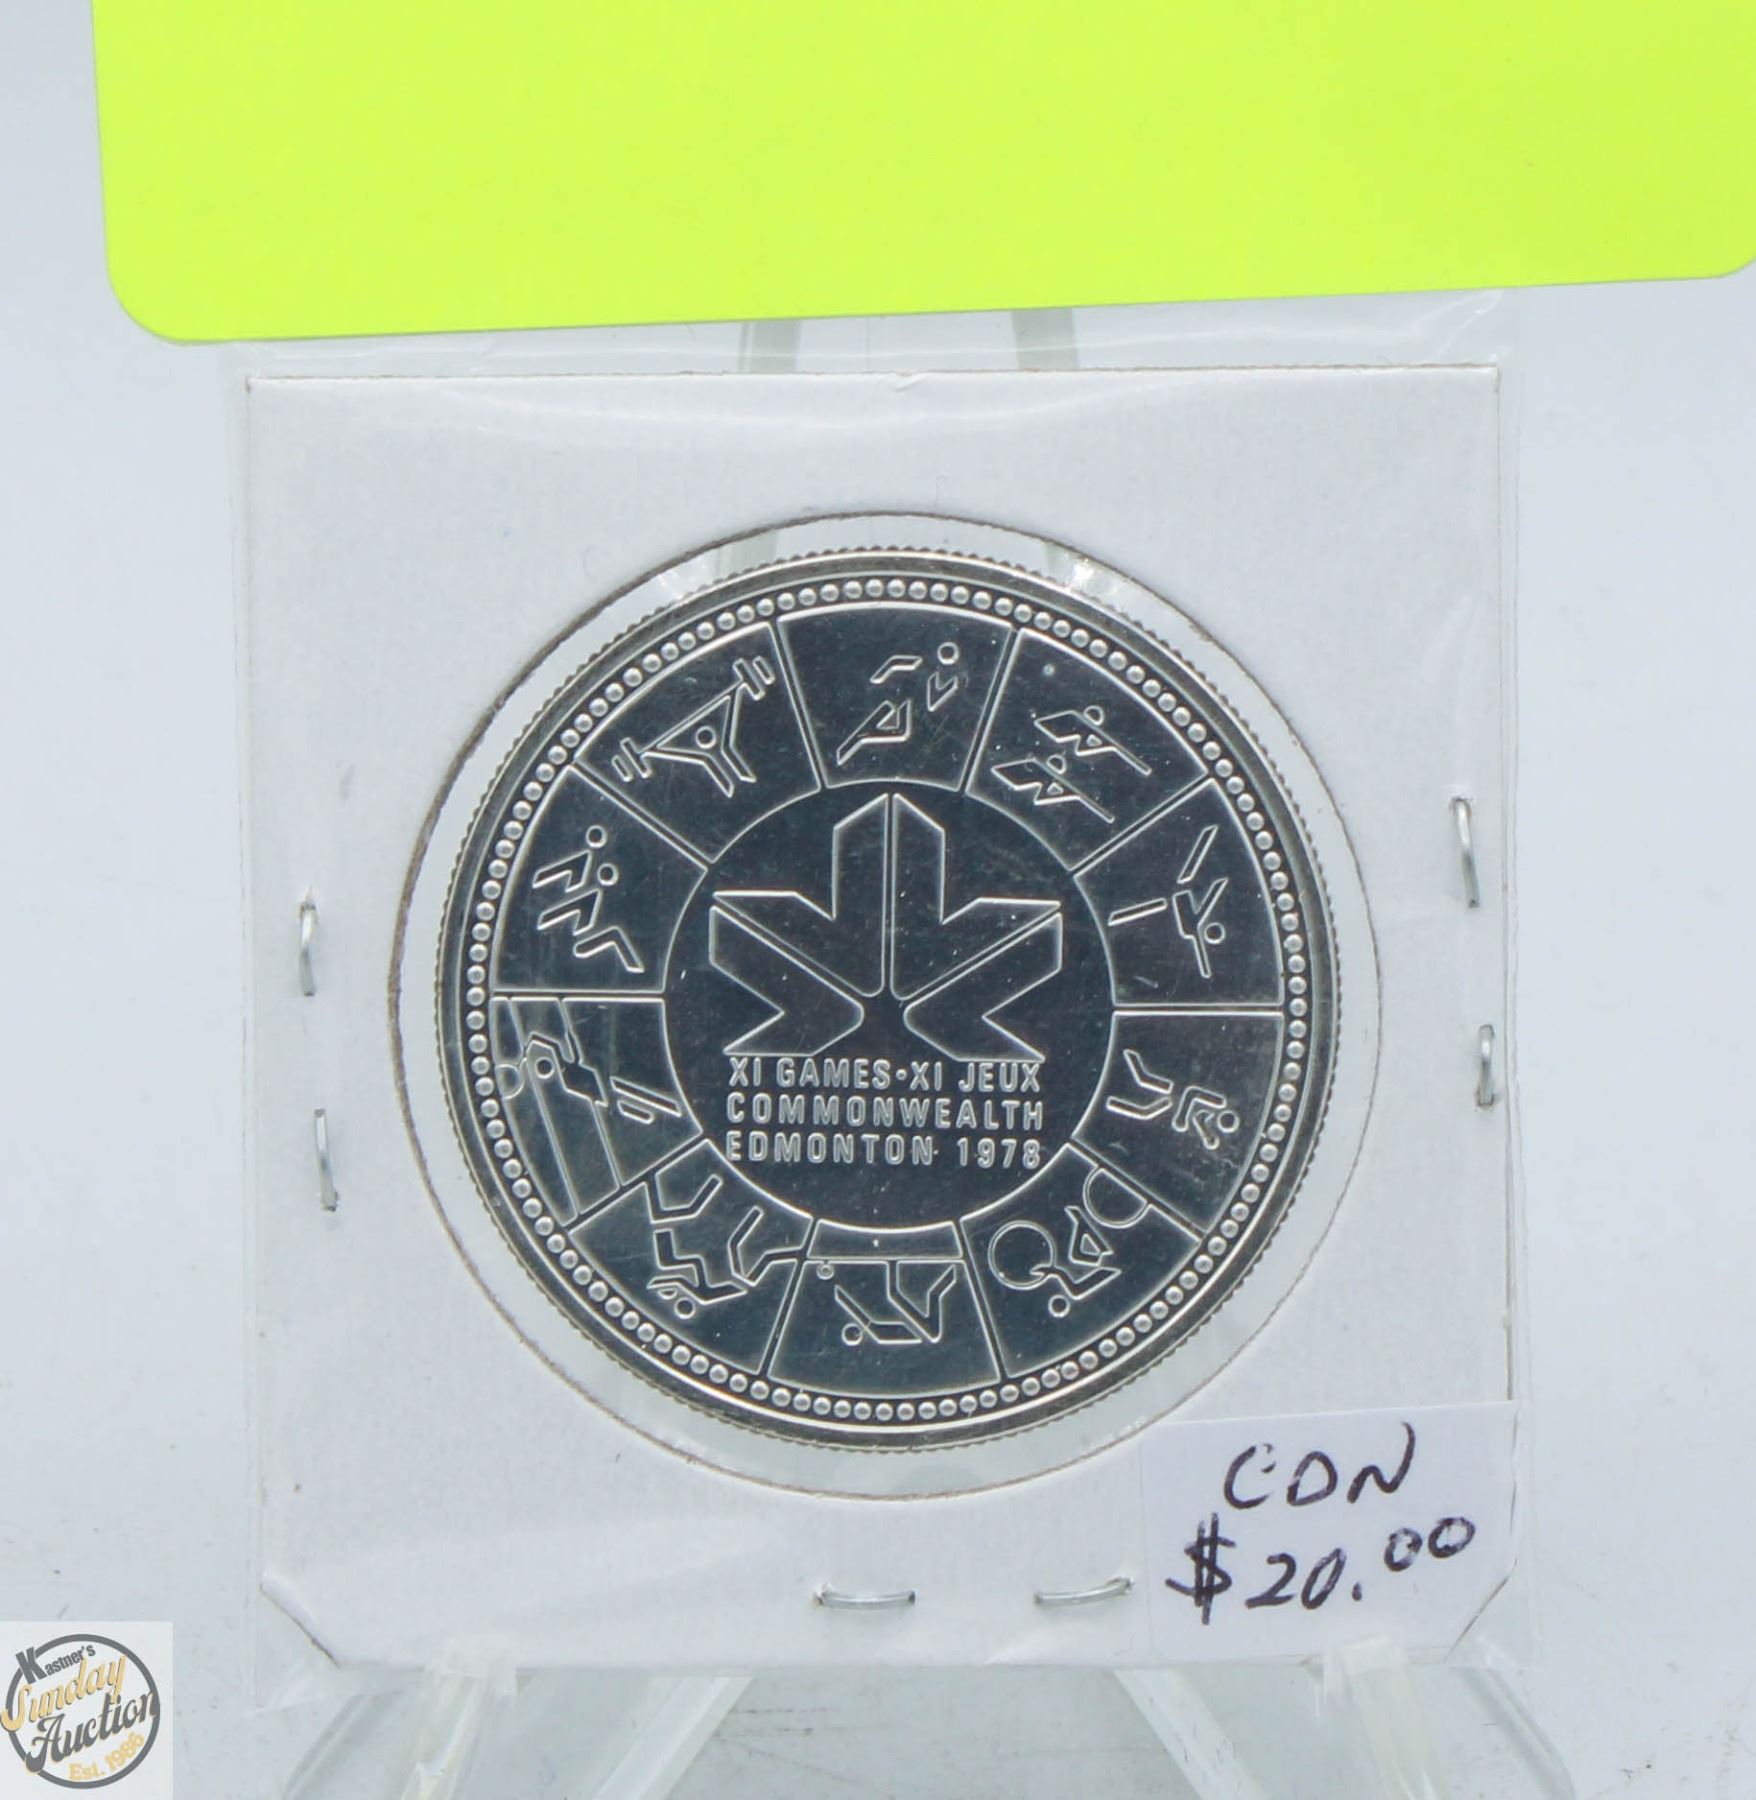 XI GAMES · XI JEUX
COMMONWEALTH
EDMONTON 1978
CDN
$20.00
Kastner's
Sunday
Auction
Est. 1986